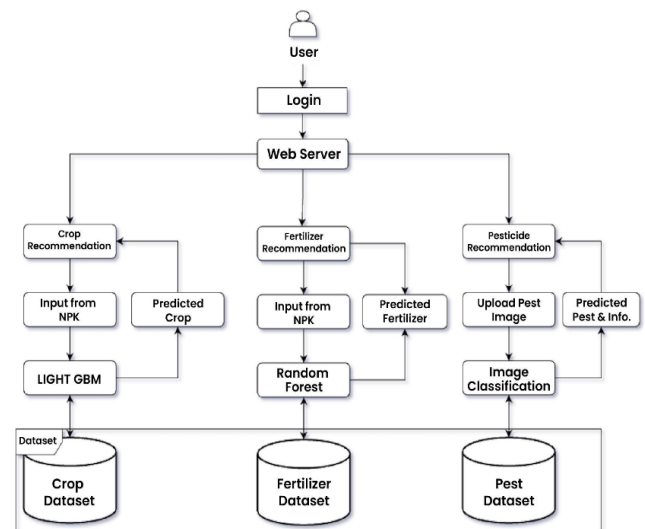 User
Login
Web Server
Crop
Recommendation
Fertilizer
Recommendation
Pesticide
Recommendation
Input from
NPK
Predicted
Crop
Input from
NPK
Predicted
Fertilizer
Upload Pest
Image
Predicted
Pest & Info.
LIGHT GBM
Random
Forest
Image
Classification
Dataset
Crop
Dataset
Fertilizer
Dataset
Pest
Dataset